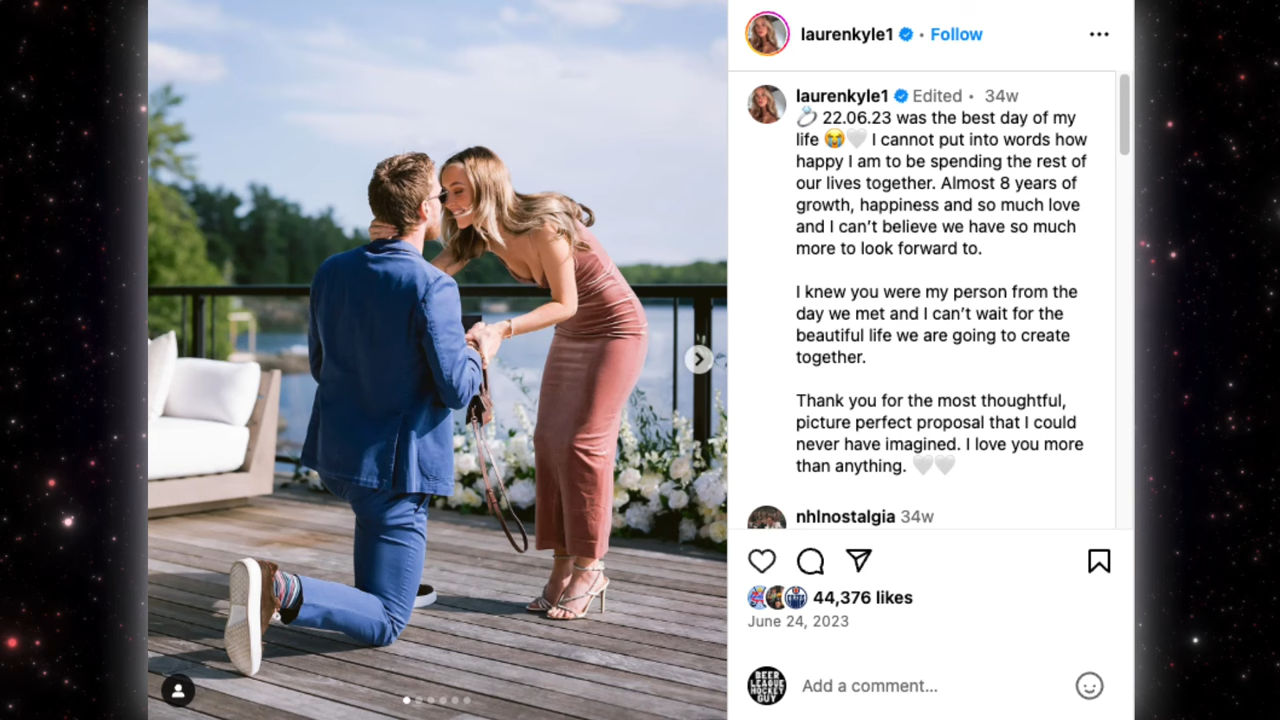 laurenkyle1 • Follow
laurenkyle1 Edited • 34w
💍 22.06.23 was the best day of my
life 😭🤍 I cannot put into words how
happy I am to be spending the rest of
our lives together. Almost 8 years of
growth, happiness and so much love
and I can’t believe we have so much
more to look forward to.
I knew you were my person from the
day we met and I can’t wait for the
beautiful life we are going to create
together.
Thank you for the most thoughtful,
picture perfect proposal that I could
never have imagined. I love you more
than anything. 🤍🤍
nhlnostalgia 34w
44,376 likes
June 24, 2023
BEER
LEAGUE
HOCKEY
GUY
Add a comment...